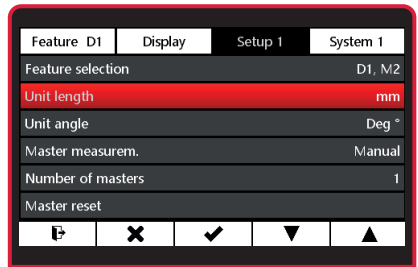 Feature D1 Display Setup 1 System 1
Feature selection D1, M2
Unit length mm
Unit angle Deg °
Master measurem. Manual
Number of masters 1
Master reset